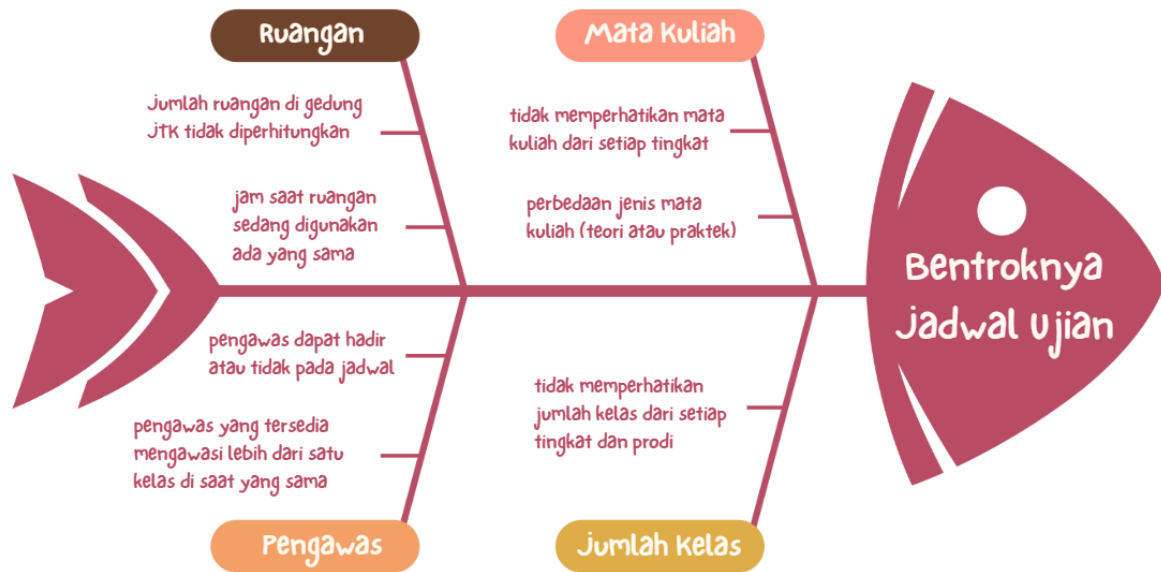 Ruangan
jumlah ruangan di gedung
JTK tidak diperhitungkan
jam saat ruangan
sedang digunakan
ada yang sama
Mata Kuliah
tidak memperhatikan mata
kuliah dari setiap tingkat
perbedaan jenis mata
kuliah (teori atau praktek)
Bentroknya
Jadwal Ujian
pengawas dapat hadir
atau tidak pada jadwal
pengawas yang tersedia
mengawasi lebih dari satu
kelas di saat yang sama
Pengawas
tidak memperhatikan
jumlah kelas dari setiap
tingkat dan prodi
Jumlah Kelas